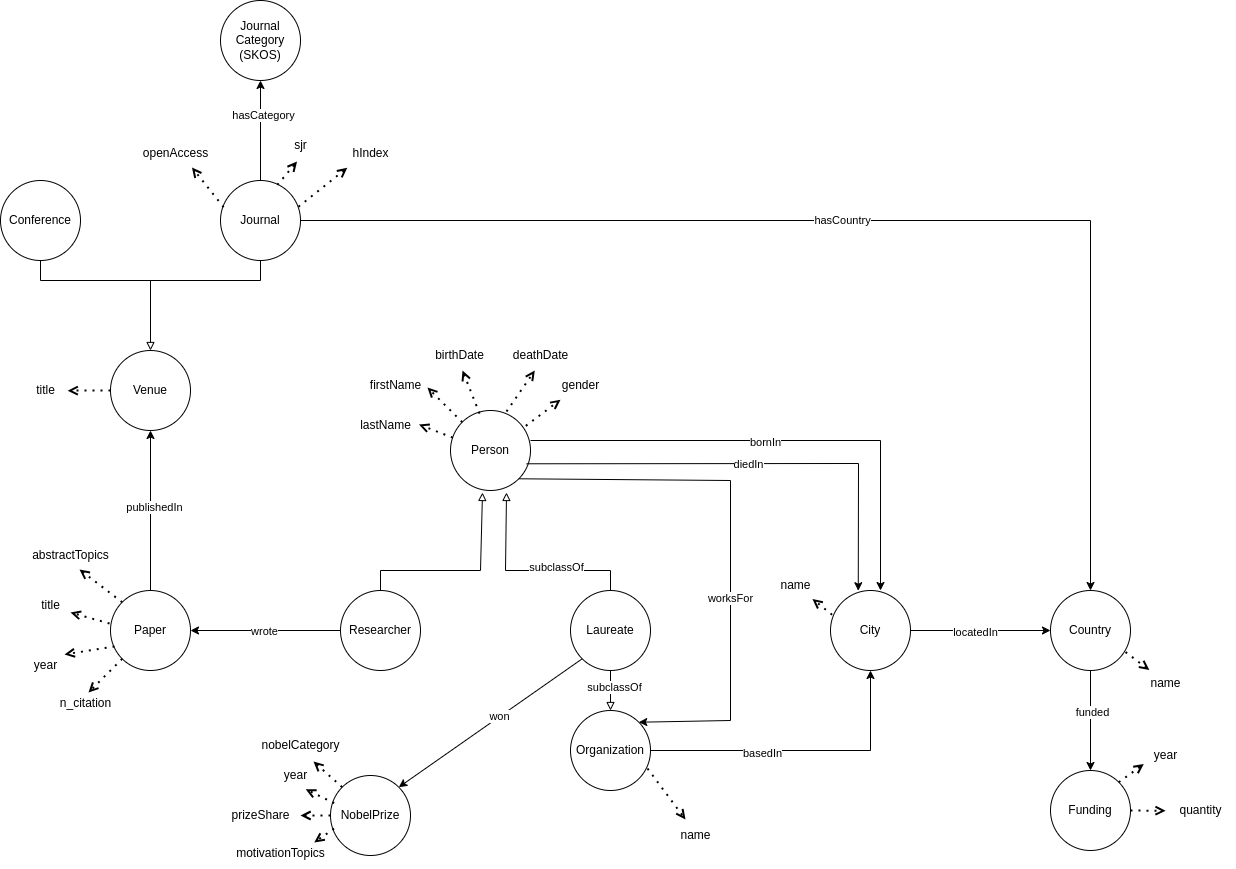 Journal
Category
(SKOS)
hasCategory
openAccess
sjr
hIndex
Conference
Journal
hasCountry
title
Venue
birthDate
deathDate
firstName
gender
lastName
Person
bornIn
diedIn
publishedIn
abstractTopics
title
Paper
year
n_citation
wrote
Researcher
subclassOf
Laureate
worksFor
name
City
locatedIn
Country
name
subclassOf
won
funded
Organization
basedIn
name
nobelCategory
year
prizeShare
NobelPrize
motivationTopics
year
Funding
quantity